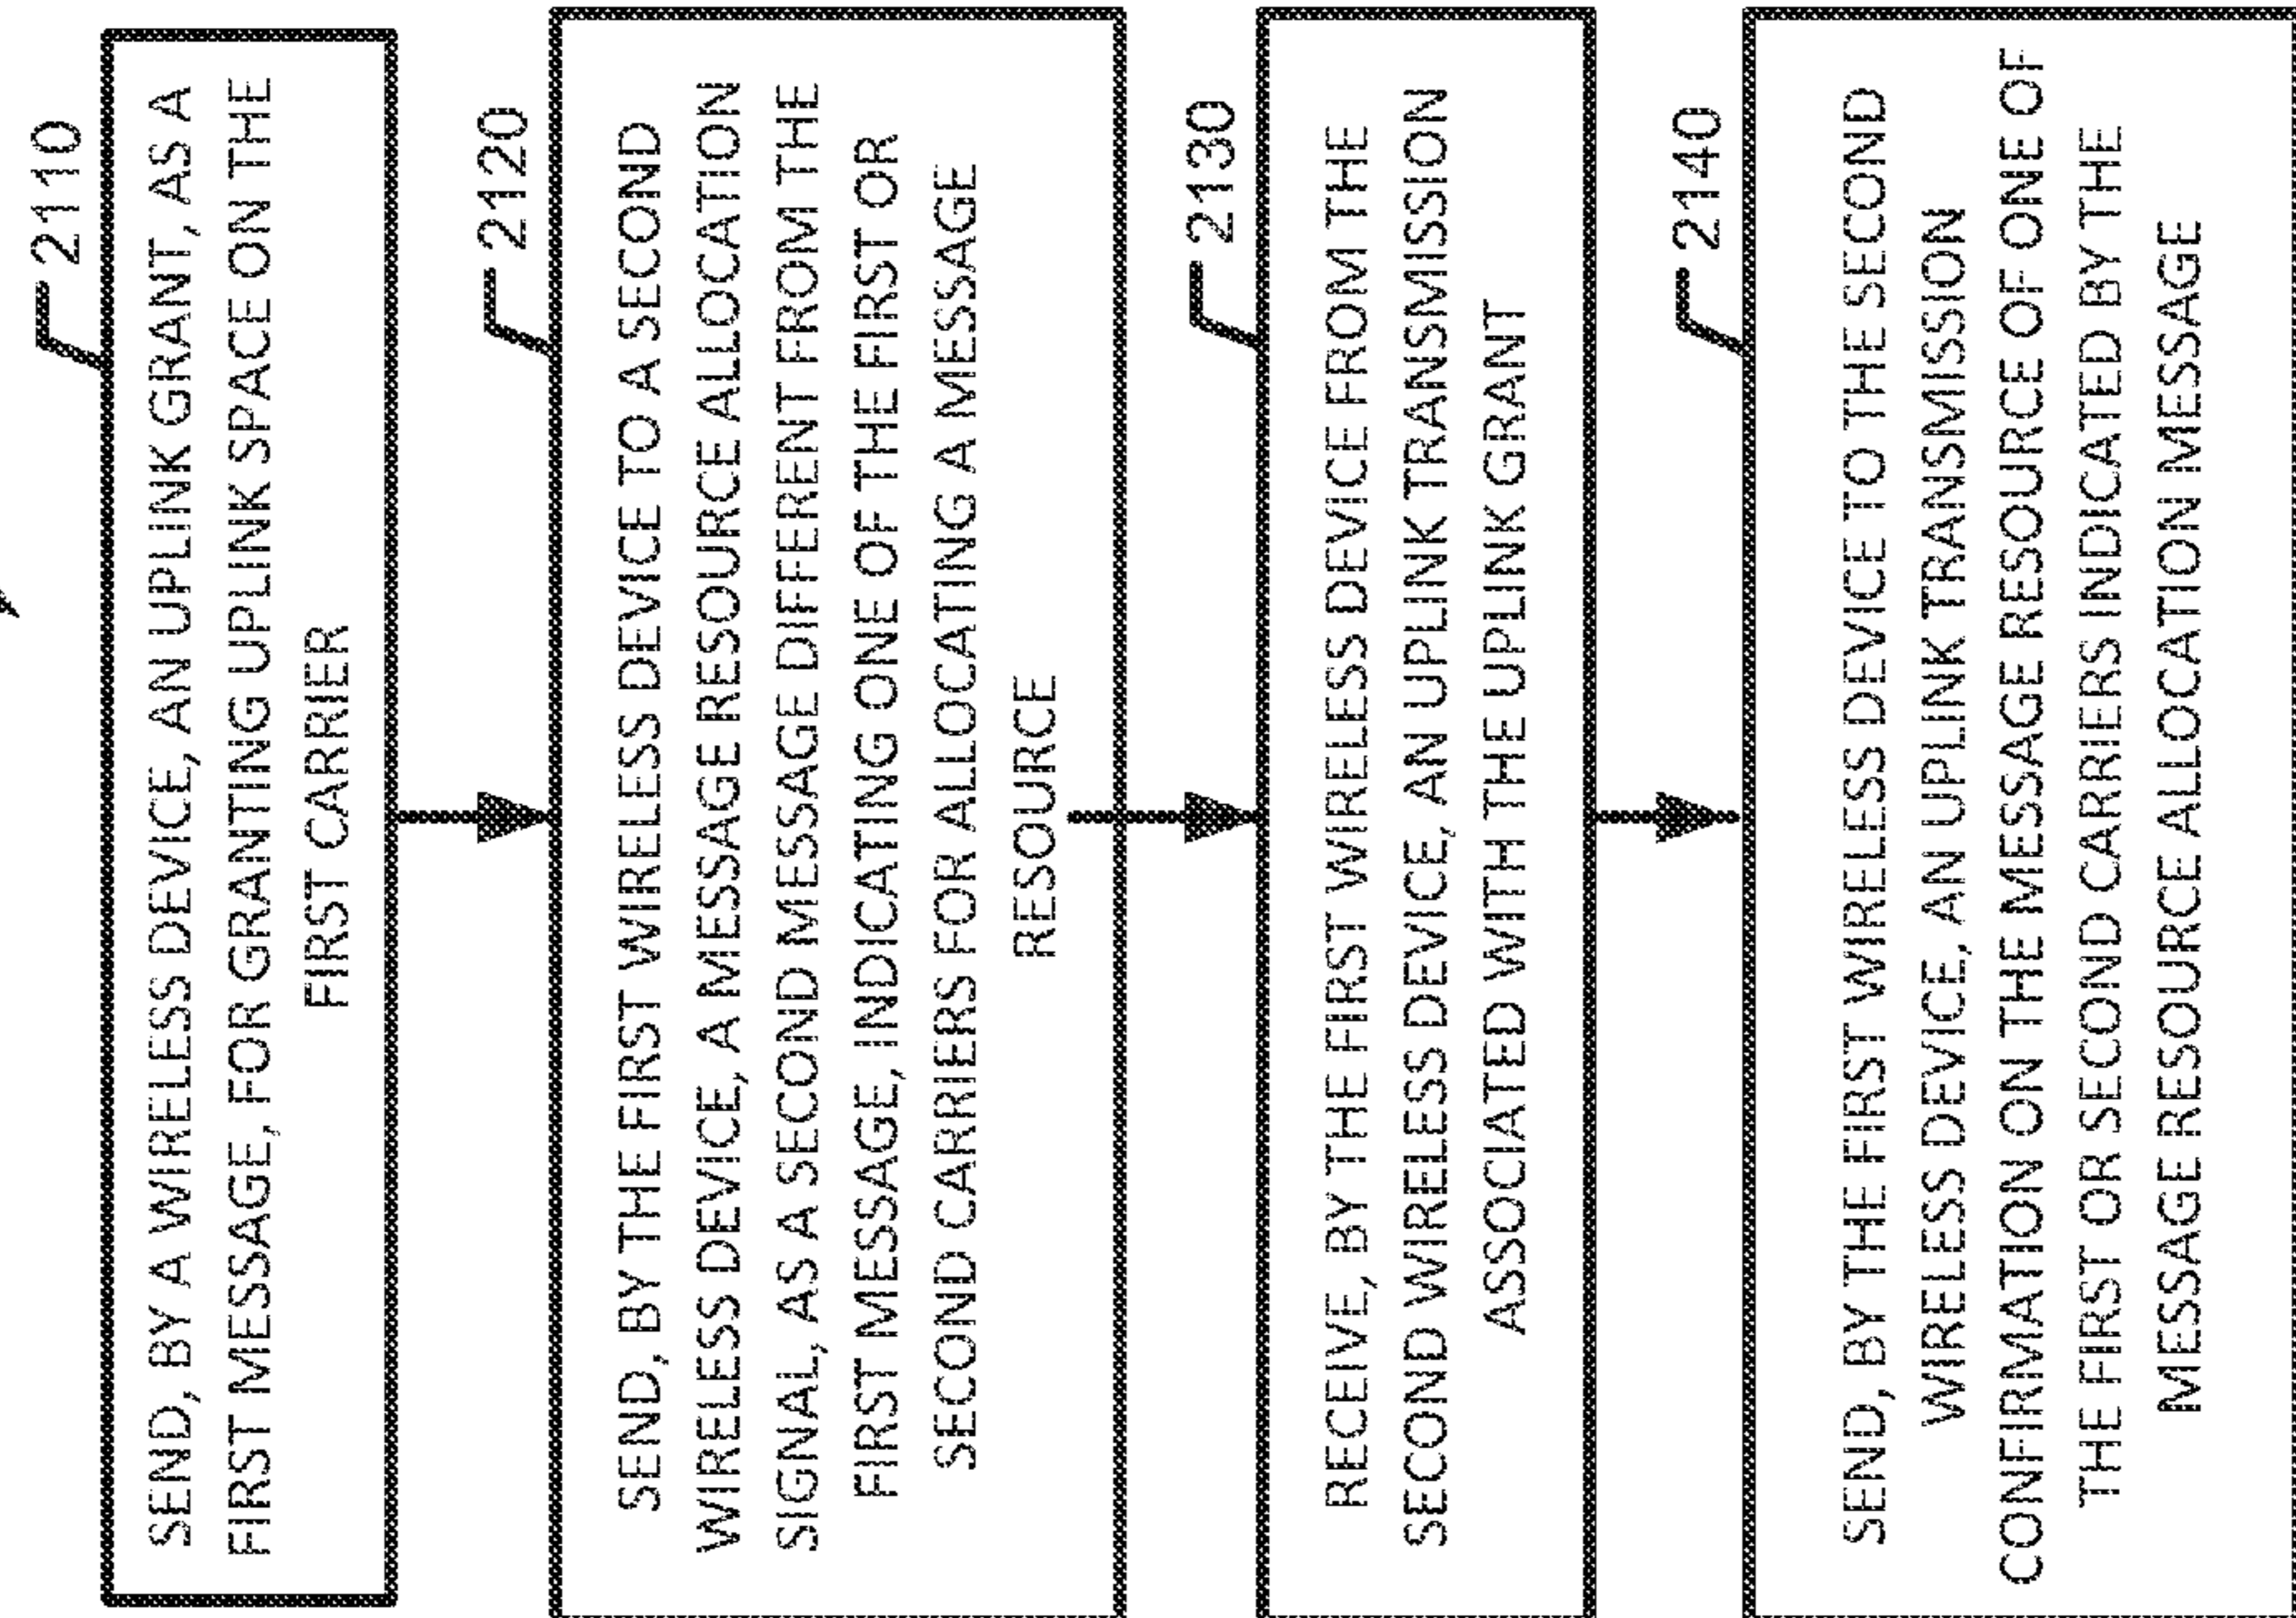 2110
SEND, BY A WIRELESS DEVICE, AN UPLINK GRANT, AS A
FIRST MESSAGE, FOR GRANTING UPLINK SPACE ON THE
FIRST CARRIER
2120
SEND, BY THE FIRST WIRELESS DEVICE TO A SECOND
WIRELESS DEVICE, A MESSAGE RESOURCE ALLOCATION
SIGNAL, AS A SECOND MESSAGE DIFFERENT FROM THE
FIRST MESSAGE, INDICATING ONE OF THE FIRST OR
SECOND CARRIERS FOR ALLOCATING A MESSAGE
RESOURCE
2130
RECEIVE, BY THE FIRST WIRELESS DEVICE FROM THE
SECOND WIRELESS DEVICE, AN UPLINK TRANSMISSION
ASSOCIATED WITH THE UPLINK GRANT
2140
SEND, BY THE FIRST WIRELESS DEVICE TO THE SECOND
WIRELESS DEVICE, AN UPLINK TRANSMISSION
CONFIRMATION ON THE MESSAGE RESOURCE OF ONE OF
THE FIRST OR SECOND CARRIERS INDICATED BY THE
MESSAGE RESOURCE ALLOCATION MESSAGE